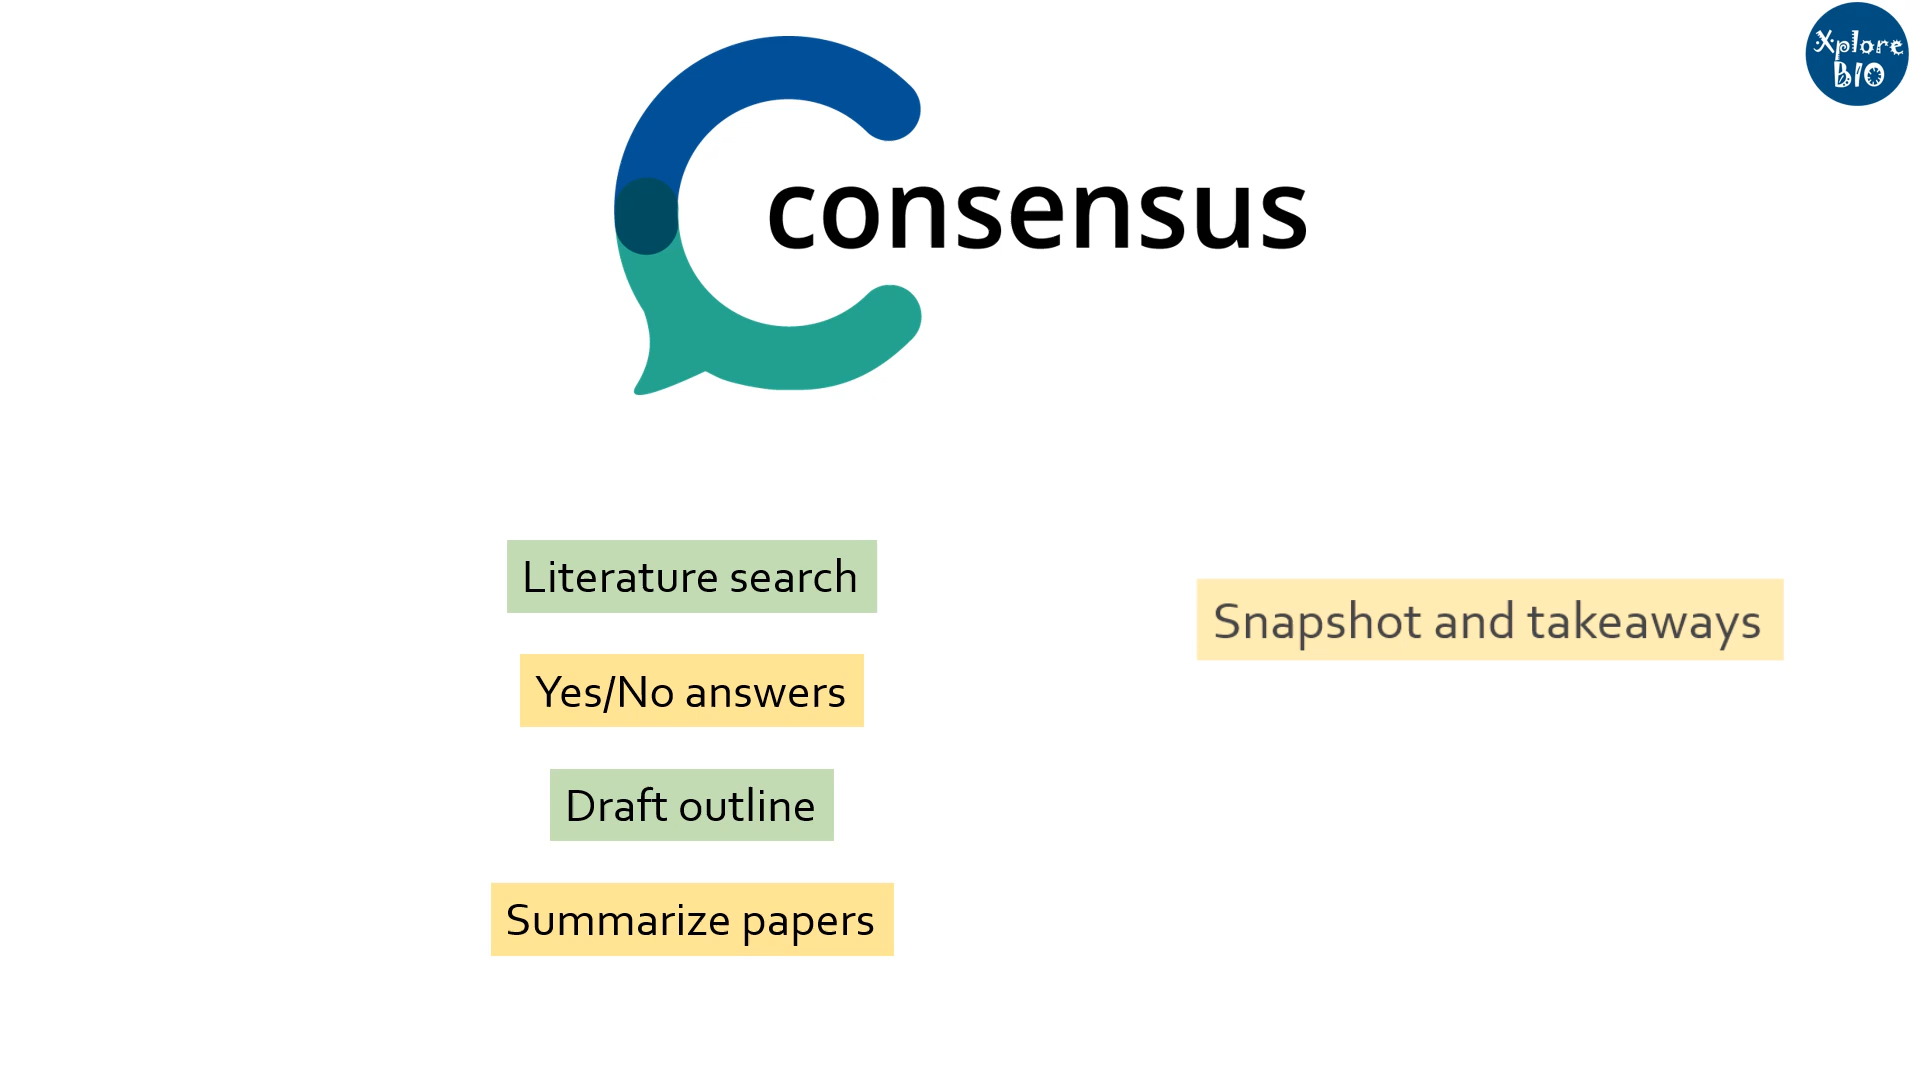 Xplore
BIO
consensus
Literature search
Yes/No answers
Draft outline
Summarize papers
Snapshot and takeaways